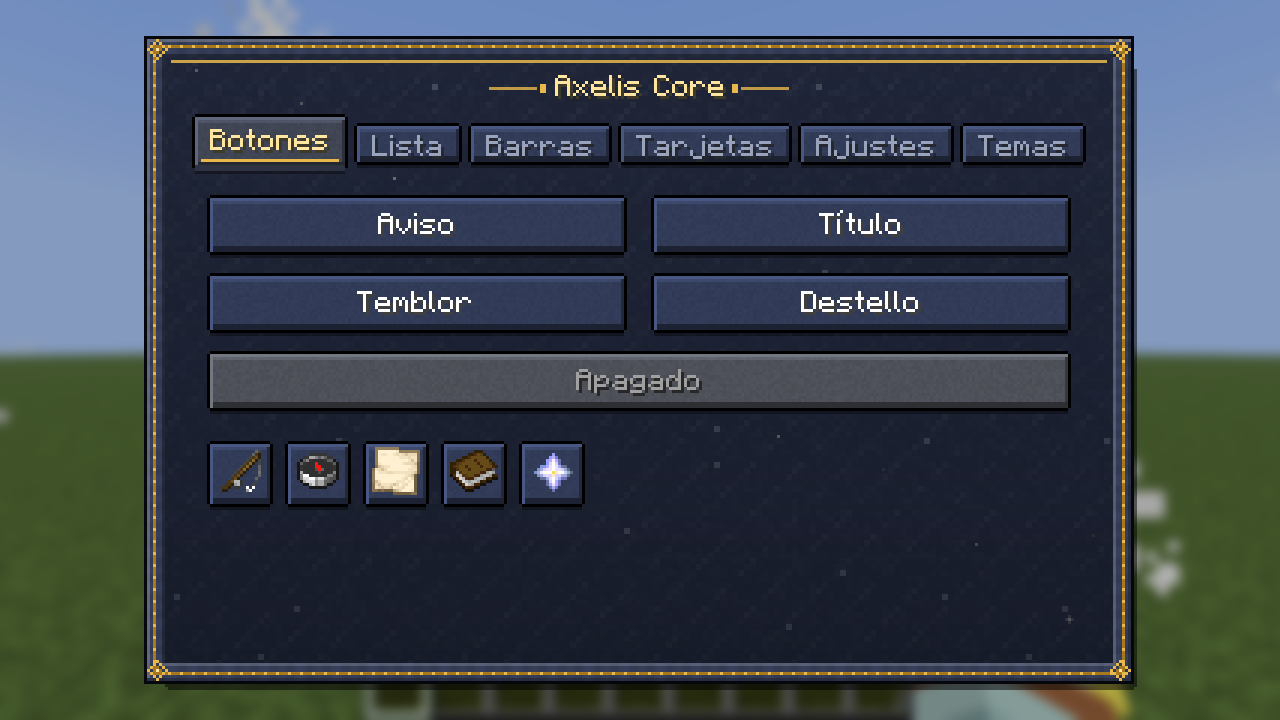 Axelis Core
Botones Lista Barras Tarjetas Ajustes Temas
Aviso Título
Temblor Destello
Apagado